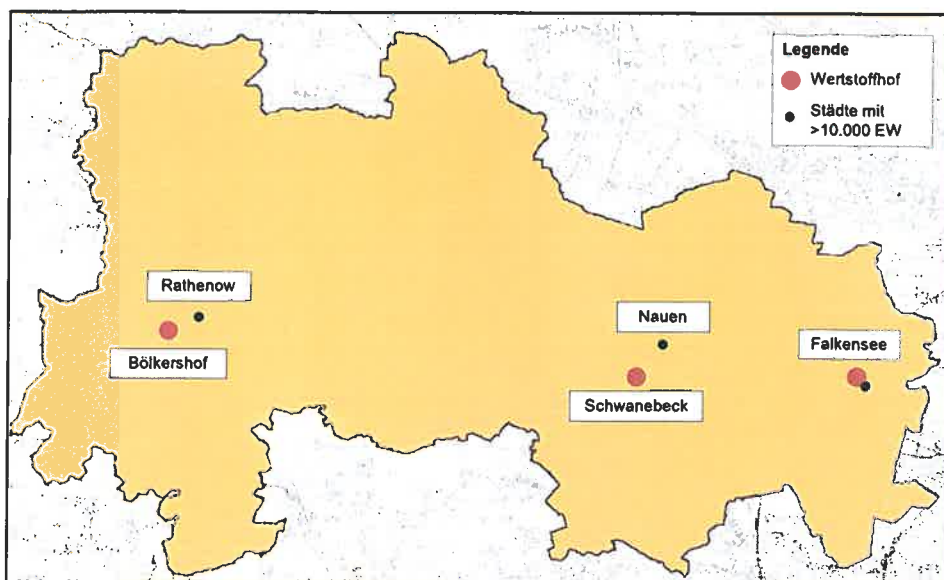 Legende
Wertstoffhof
Städte mit
>10.000 EW
Rathenow
Bölkershof
Nauen
Schwanebeck
Falkensee